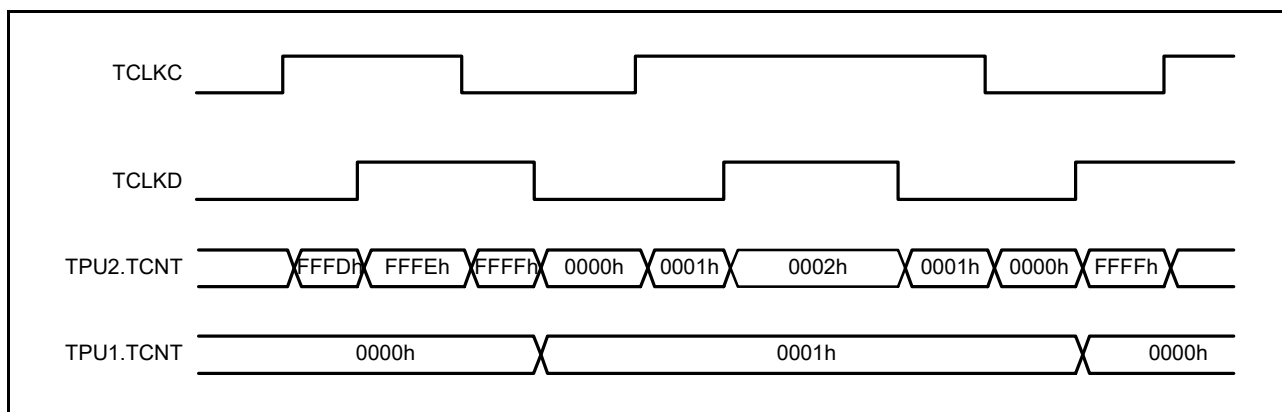 TCLKC
TCLKD
TPU2.TCNT FFFDh FFFEh FFFFh 0000h 0001h 0002h 0001h 0000h FFFFh
TPU1.TCNT 0000h 0001h 0000h